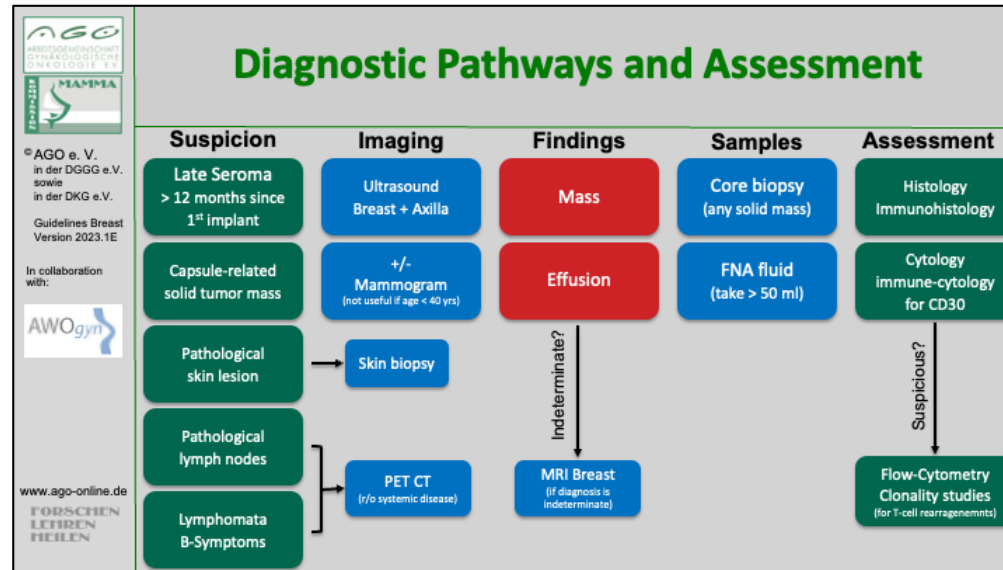 AGO
ARBEITSGEMEINSCHAFT
GYNÄKOLOGISCHE
ONKOLOGIE E.V.
KOMMISSION
MAMMA
© AGO e. V.
in der DGGG e.V.
sowie
in der DKG e.V.
Guidelines Breast
Version 2023.1E
In collaboration
with:
AWOgyn
www.ago-online.de
FORSCHEN
LEHREN
HEILEN
Diagnostic Pathways and Assessment
Suspicion
Late Seroma
> 12 months since
1st implant
Capsule-related
solid tumor mass
Pathological
skin lesion
Pathological
lymph nodes
Lymphomata
B-Symptoms
Imaging
Ultrasound
Breast + Axilla
+/-
Mammogram
(not useful if age < 40 yrs)
Skin biopsy
PET CT
(r/o systemic disease)
Findings
Mass
Effusion
Indeterminate?
MRI Breast
(if diagnosis is
indeterminate)
Samples
Core biopsy
(any solid mass)
FNA fluid
(take > 50 ml)
Assessment
Histology
Immunohistology
Cytology
immune-cytology
for CD30
Suspicious?
Flow-Cytometry
Clonality studies
(for T-cell rearragenemnts)